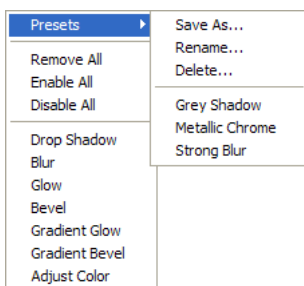 Presets
Remove All
Enable All
Disable All
Drop Shadow
Blur
Glow
Bevel
Gradient Glow
Gradient Bevel
Adjust Color
Save As...
Rename...
Delete...
Grey Shadow
Metallic Chrome
Strong Blur